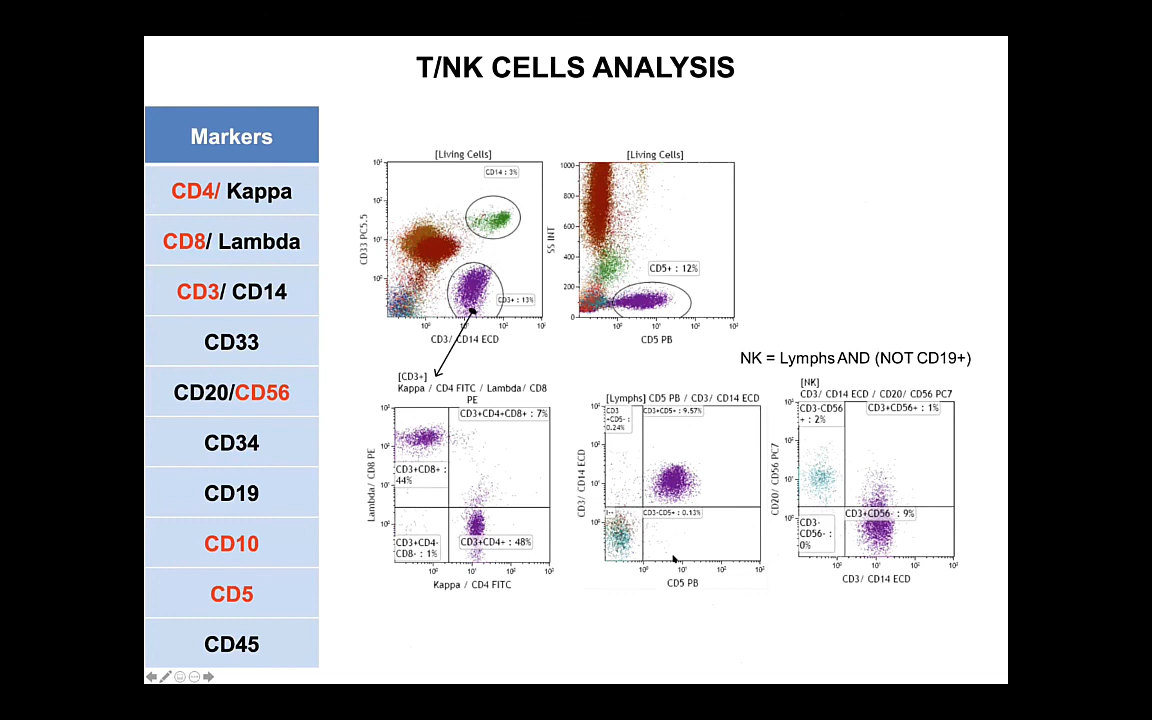 T/NK CELLS ANALYSIS
Markers
CD4/ Kappa
CD8/ Lambda
CD3/ CD14
CD33
CD20/CD56
CD34
CD19
CD10
CD5
CD45
[Living Cells]
CD14 : 3%
CD3+ : 13%
CD33 PC5.5
CD3/ CD14 ECD
[Living Cells]
1000
800
600
400
200
0
CD5+ : 12%
SS INT
CD5 PB
[CD3+]
Kappa / CD4 FITC / Lambda/ CD8
PE
CD3+CD4+CD8+ : 7%
CD3+CD8+ :
44%
CD3+CD4-
CD8- : 1%
CD3+CD4+ : 48%
Lambda/ CD8 PE
Kappa / CD4 FITC
[Lymphs] CD5 PB / CD3/ CD14 ECD
CD3
+CD5- :
0.24%
CD3+CD5+ : 9.57%
CD3-CD5+ : 0.13%
CD3/ CD14 ECD
CD5 PB
NK = Lymphs AND (NOT CD19+)
[NK]
CD3/ CD14 ECD / CD20/ CD56 PC7
CD3-CD56
+ : 2%
CD3+CD56+ : 1%
CD3+CD56- : 9%
CD3-
CD56- :
0%
CD20/ CD56 PC7
CD3/ CD14 ECD